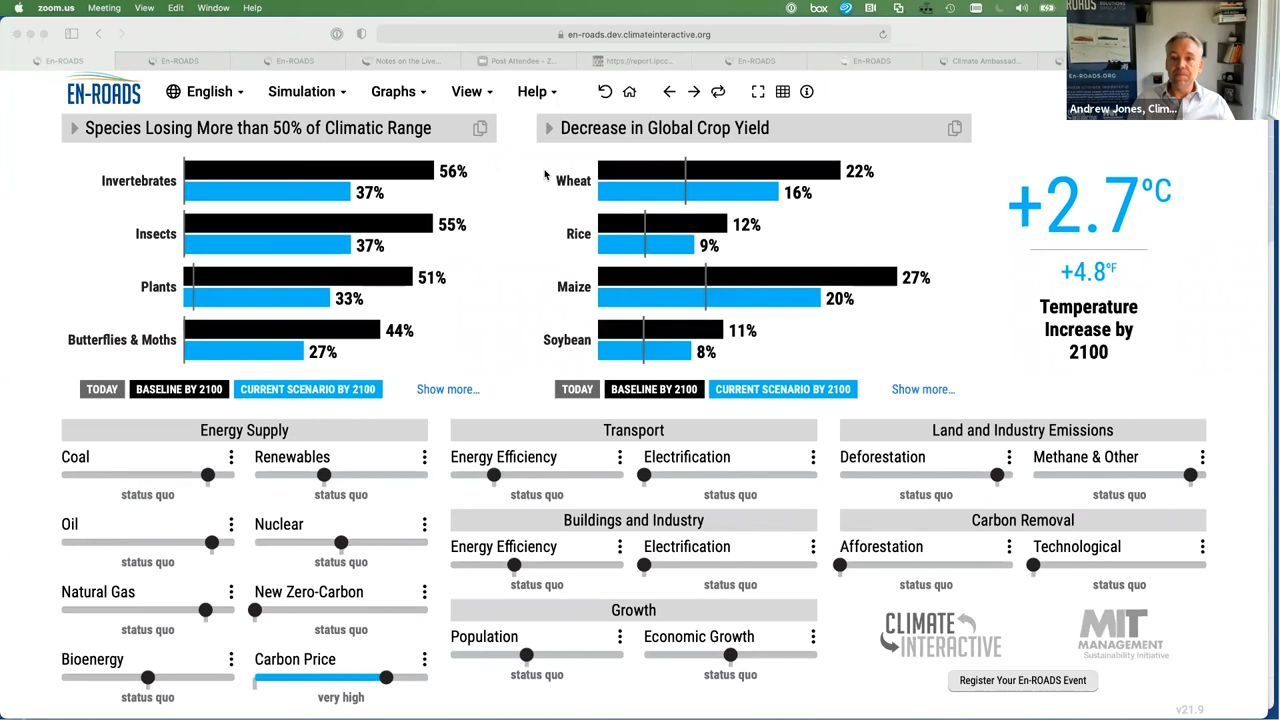 zoom.us Meeting View Edit Window Help
box
en-roads.dev.climateinteractive.org
En-ROADS
En-ROADS
En-ROADS
Notes on the Live...
Post Attendee - Z...
https://report.ipcc...
En-ROADS
En-ROADS
Climate Ambassad...
EN-ROADS
English
Simulation
Graphs
View
Help
En-ROADS.ORG
Andrew Jones, Clim...
Species Losing More than 50% of Climatic Range
Invertebrates
56%
37%
Insects
55%
37%
Plants
51%
33%
Butterflies & Moths
44%
27%
TODAY
BASELINE BY 2100
CURRENT SCENARIO BY 2100
Show more...
Decrease in Global Crop Yield
Wheat
22%
16%
Rice
12%
9%
Maize
27%
20%
Soybean
11%
8%
TODAY
BASELINE BY 2100
CURRENT SCENARIO BY 2100
Show more...
+2.7°C
+4.8°F
Temperature
Increase by
2100
Energy Supply
Coal
status quo
Renewables
status quo
Oil
status quo
Nuclear
status quo
Natural Gas
status quo
New Zero-Carbon
status quo
Bioenergy
status quo
Carbon Price
very high
Transport
Energy Efficiency
status quo
Electrification
status quo
Buildings and Industry
Energy Efficiency
status quo
Electrification
status quo
Growth
Population
status quo
Economic Growth
status quo
Land and Industry Emissions
Deforestation
status quo
Methane & Other
status quo
Carbon Removal
Afforestation
status quo
Technological
status quo
CLIMATE
INTERACTIVE
MIT
MANAGEMENT
Sustainability Initiative
Register Your En-ROADS Event
v21.9